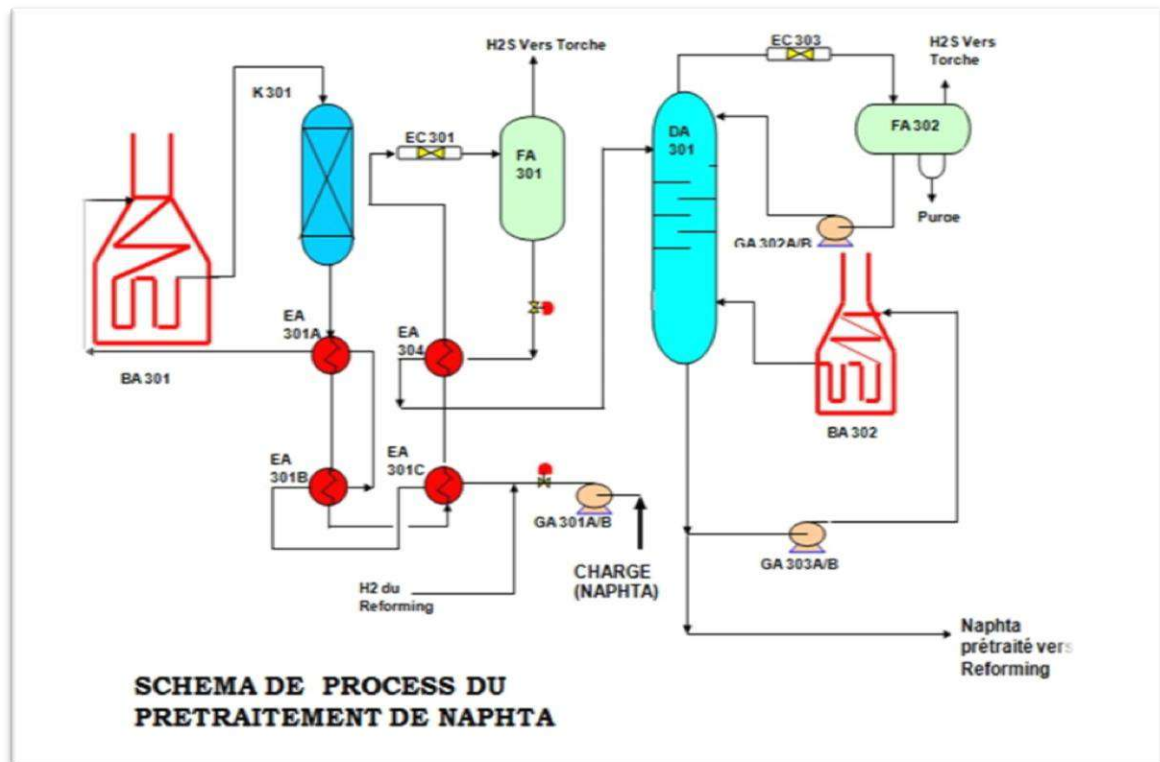 H2S Vers Torche
EC 303
H2S Vers
Torche
K 301
EC 301
FA
301
DA
301
FA 302
Puroe
GA 302A/B
EA
301A
EA
304
BA 301
BA 302
EA
301B
EA
301C
GA 301A/B
GA 303A/B
H2 du
Reforming
CHARGE
(NAPHTA)
Naphta
prétraité vers
Reforming
SCHEMA DE PROCESS DU
PRETRAITEMENT DE NAPHTA